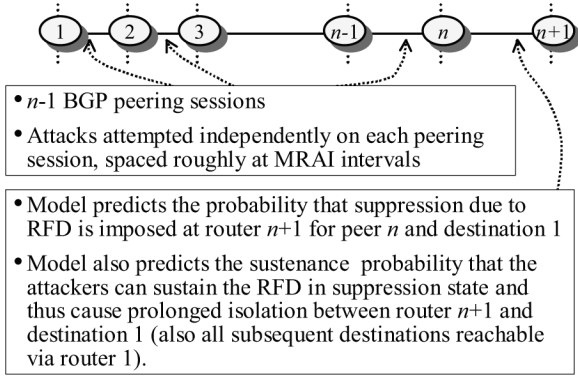 1 2 3 n-1 n n+1
• n-1 BGP peering sessions
• Attacks attempted independently on each peering
session, spaced roughly at MRAI intervals
• Model predicts the probability that suppression due to
RFD is imposed at router n+1 for peer n and destination 1
• Model also predicts the sustenance probability that the
attackers can sustain the RFD in suppression state and
thus cause prolonged isolation between router n+1 and
destination 1 (also all subsequent destinations reachable
via router 1).